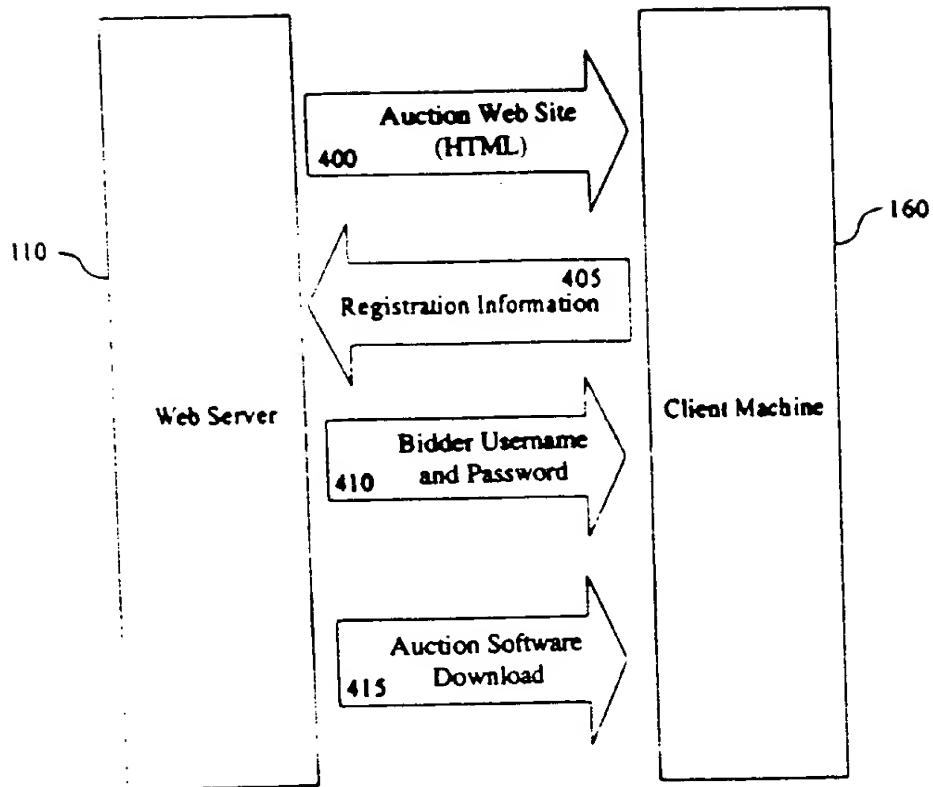 Auction Web Site
(HTML)
400
160
110
405
Registration Information
Web Server
Client Machine
Bidder Username
and Password
410
Auction Software
Download
415